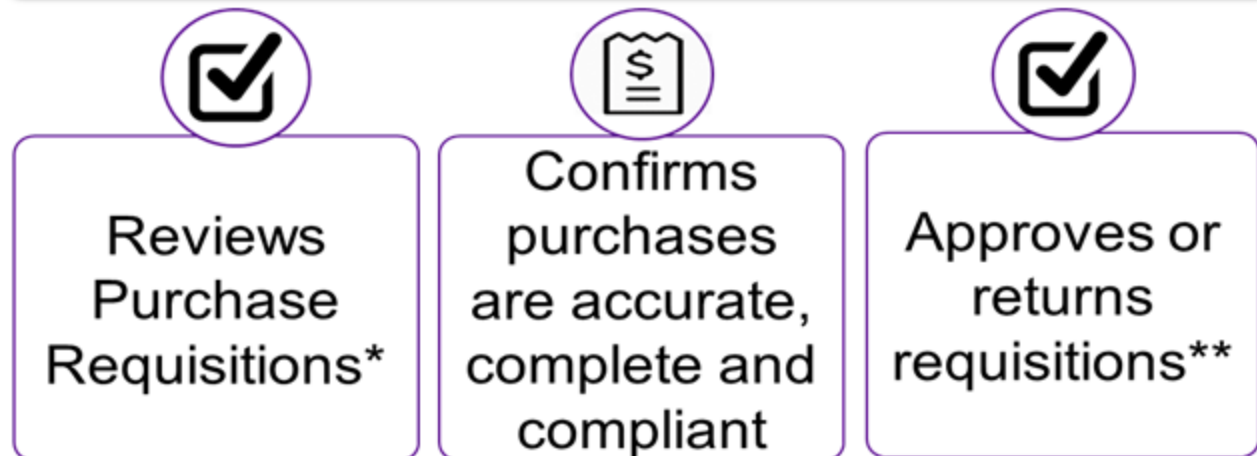 $
Reviews
Purchase
Requisitions*
Confirms
purchases
are accurate,
complete and
compliant
Approves or
returns
requisitions**